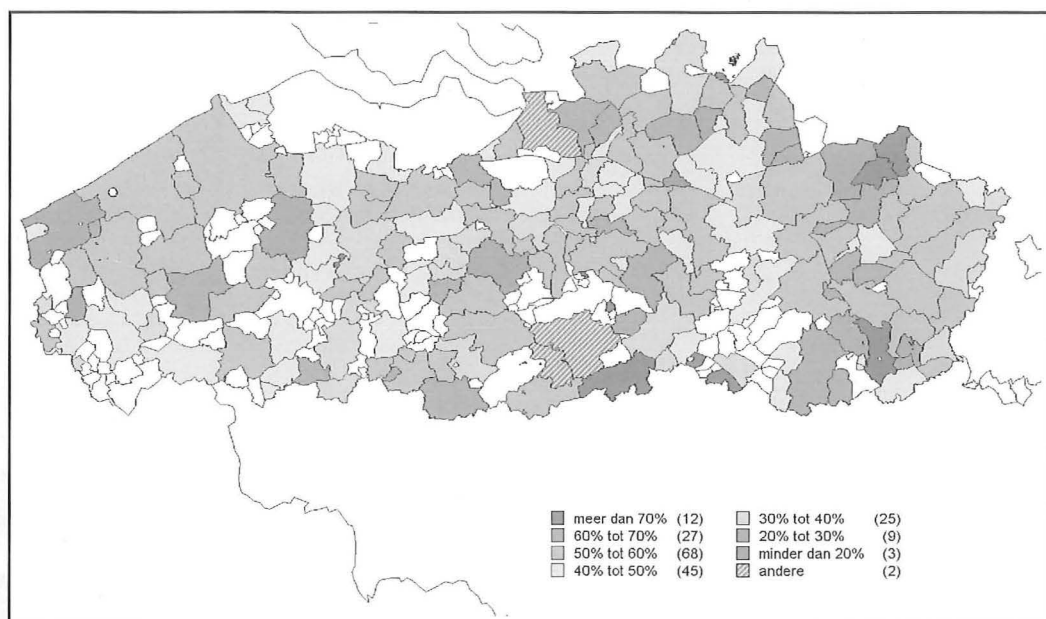 meer dan 70% (12)
60% tot 70% (27)
50% tot 60% (68)
40% tot 50% (45)
30% tot 40% (25)
20% tot 30% (9)
minder dan 20% (3)
andere (2)